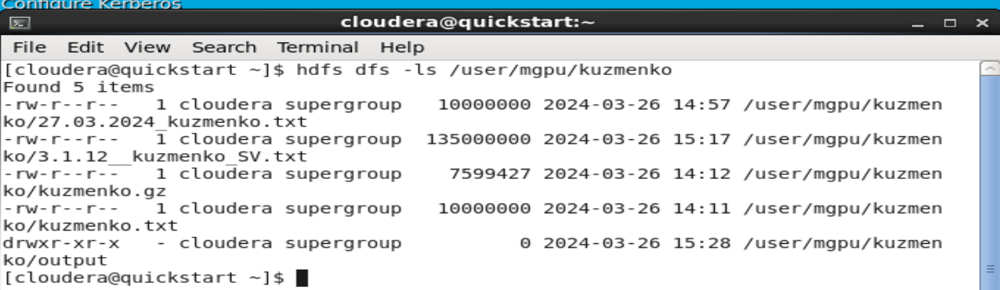 Configure Kerberos
cloudera@quickstart:~
File Edit View Search Terminal Help
[cloudera@quickstart ~]$ hdfs dfs -ls /user/mgpu/kuzmenko
Found 5 items
-rw-r--r--   1 cloudera supergroup   10000000 2024-03-26 14:57 /user/mgpu/kuzmen
ko/27.03.2024_kuzmenko.txt
-rw-r--r--   1 cloudera supergroup  135000000 2024-03-26 15:17 /user/mgpu/kuzmen
ko/3.1.12__kuzmenko_SV.txt
-rw-r--r--   1 cloudera supergroup    7599427 2024-03-26 14:12 /user/mgpu/kuzmen
ko/kuzmenko.gz
-rw-r--r--   1 cloudera supergroup   10000000 2024-03-26 14:11 /user/mgpu/kuzmen
ko/kuzmenko.txt
drwxr-xr-x   - cloudera supergroup          0 2024-03-26 15:28 /user/mgpu/kuzmen
ko/output
[cloudera@quickstart ~]$